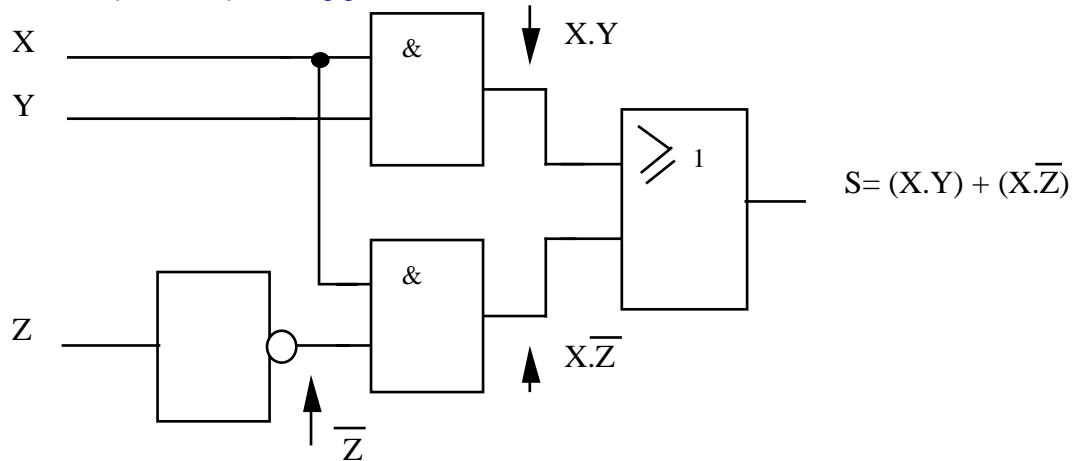 X
&
X.Y
Y
≥ 1
S= (X.Y) + (X.Z̅)
&
Z
X.Z̅
Z̅